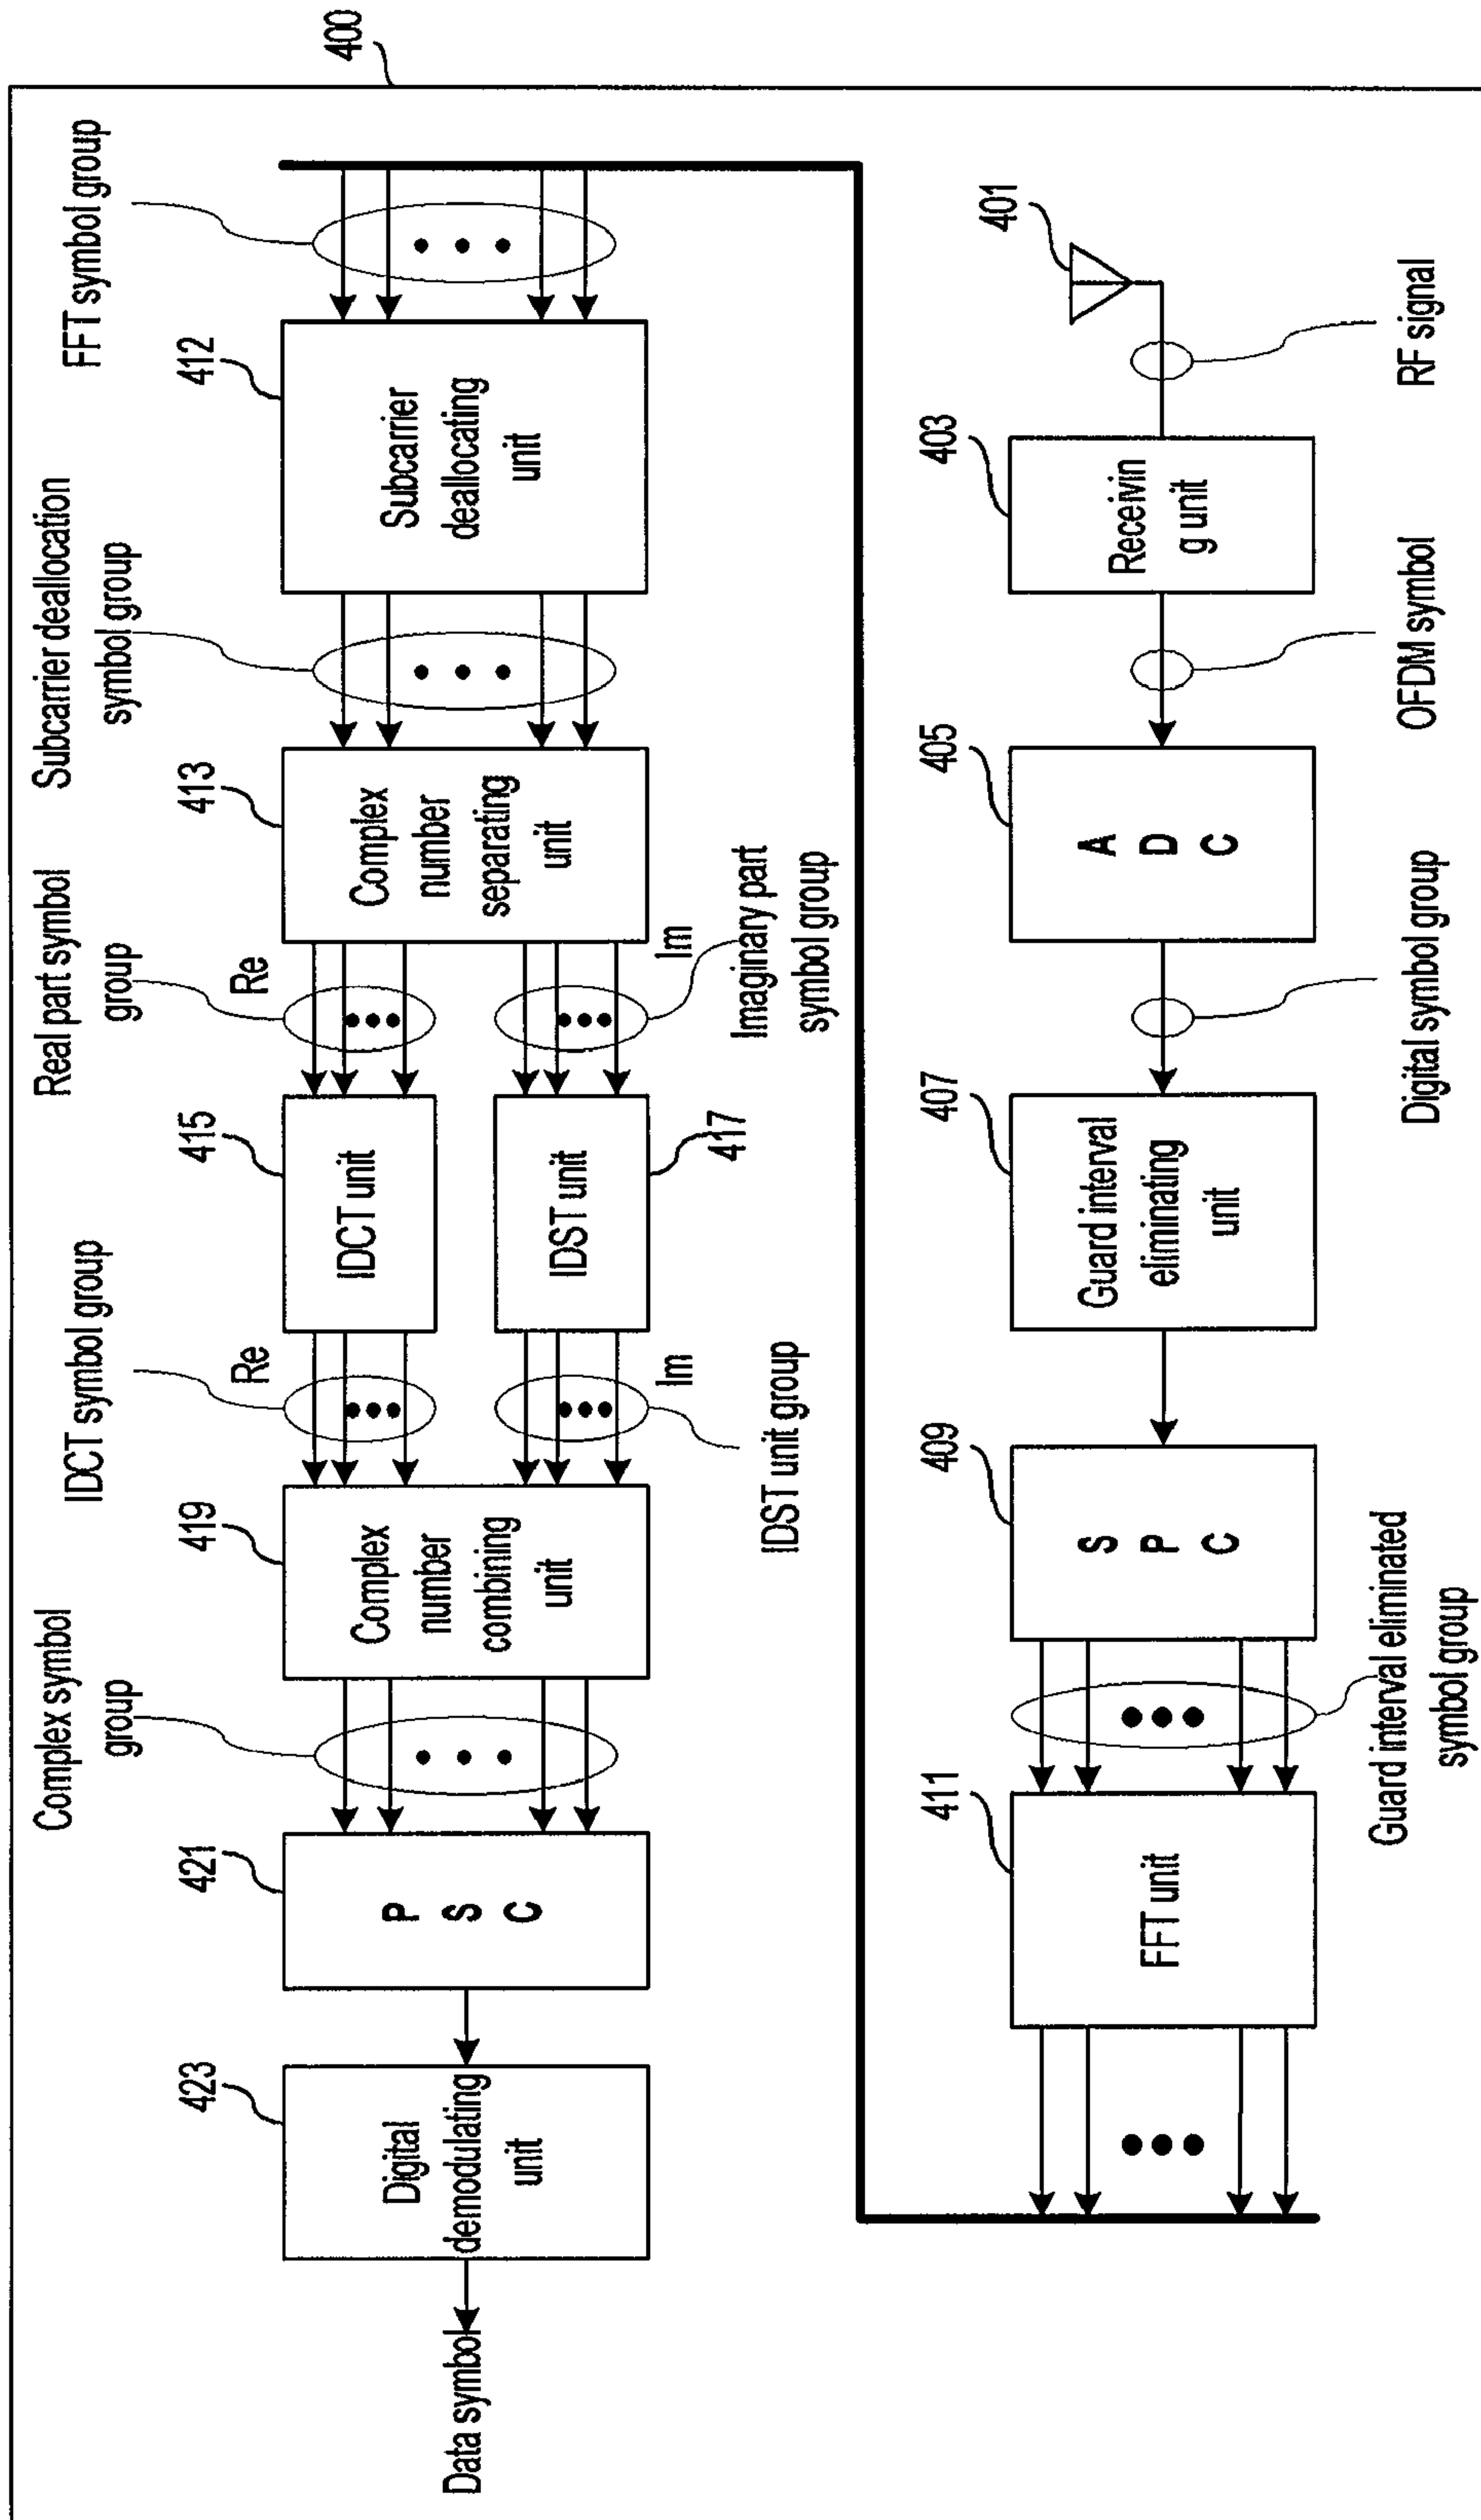 400
FFT symbol group
412
Subcarrier
deallocating
unit
Subcarrier deallocation
symbol group
413
Complex
number
separating
unit
Real part symbol
group
Re
Im
Imaginary part
symbol group
415
IDCT unit
417
IDST unit
IDCT symbol group
Re
Im
IDST unit group
419
Complex
number
combining
unit
Complex symbol
group
421
P
S
C
423
Digital
demodulating
unit
Data symbol
401
RF signal
403
Receivin
g unit
OFDM symbol
405
A
D
C
Digital symbol group
407
Guard interval
eliminating
unit
409
S
P
C
Guard interval eliminated
symbol group
411
FFT unit